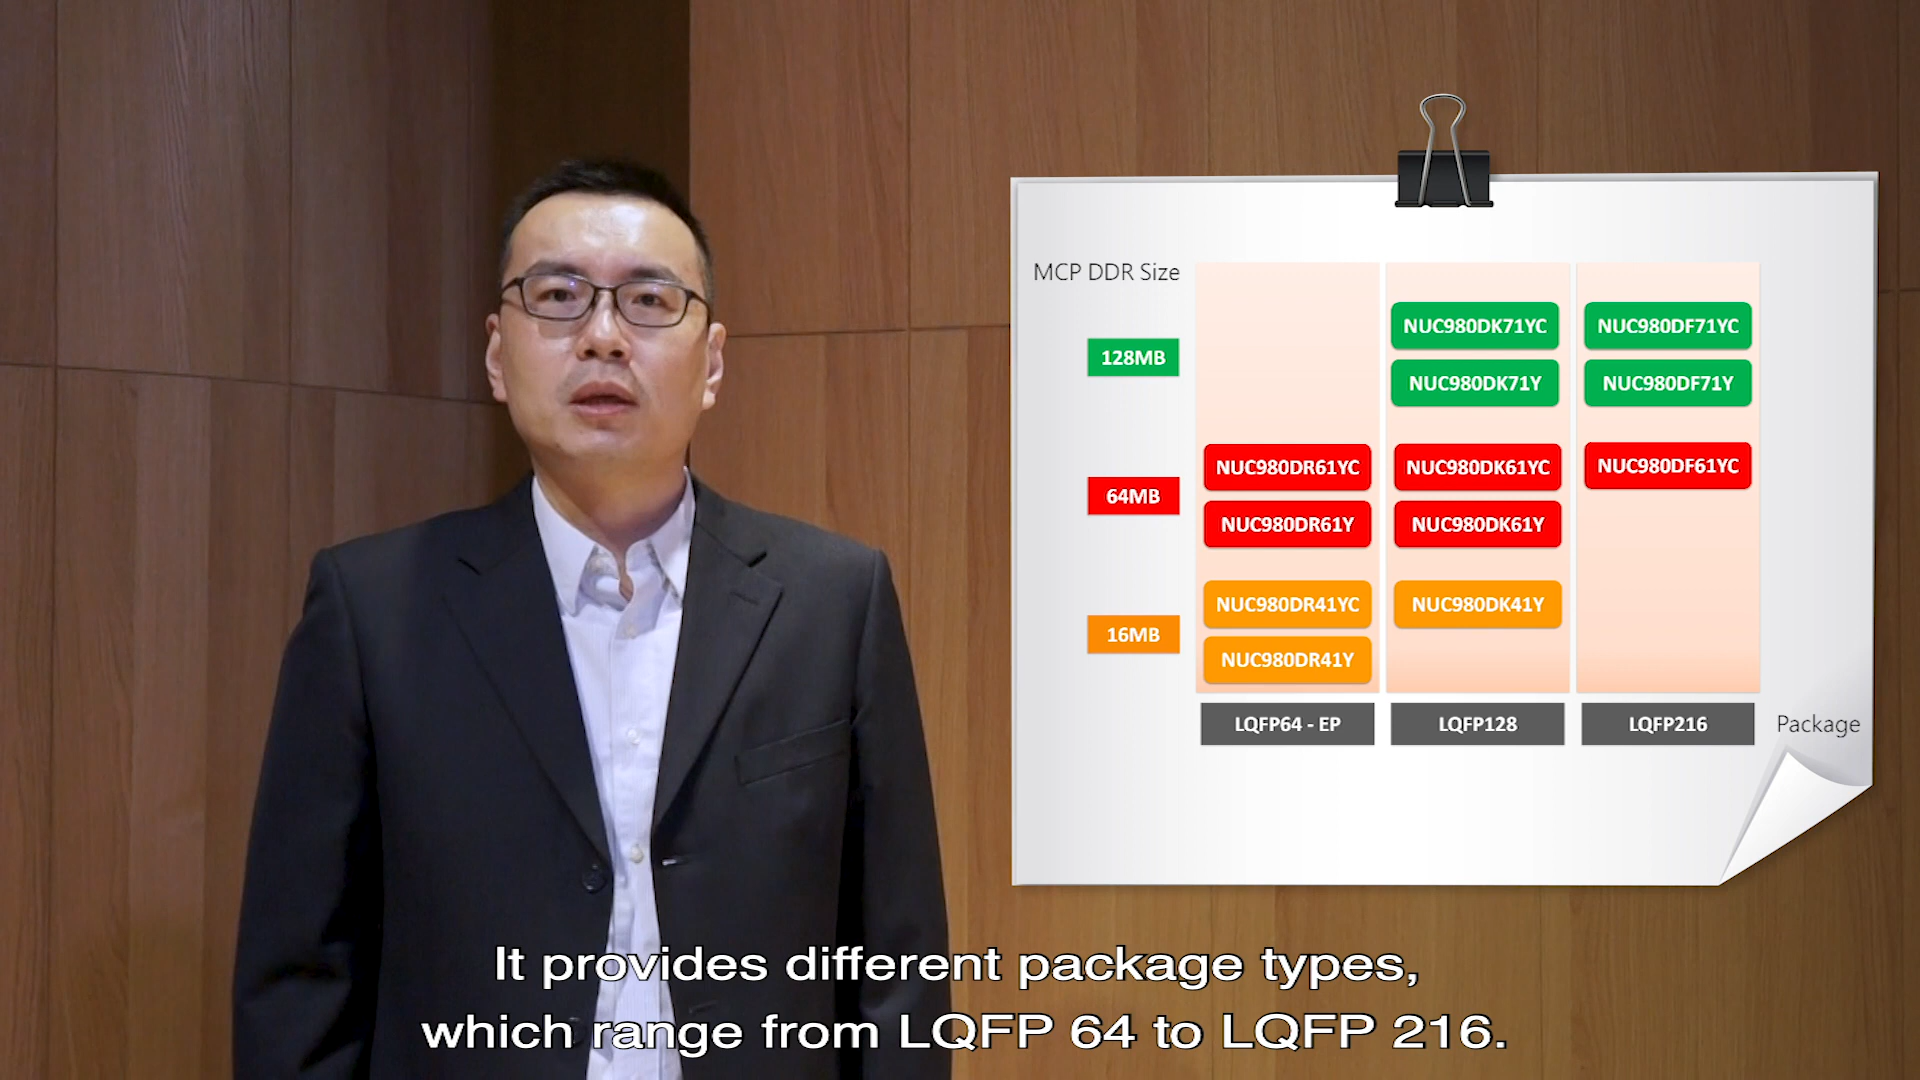 MCP DDR Size
128MB
64MB
16MB
NUC980DK71YC
NUC980DF71YC
NUC980DK71Y
NUC980DF71Y
NUC980DR61YC
NUC980DK61YC
NUC980DF61YC
NUC980DR61Y
NUC980DK61Y
NUC980DR41YC
NUC980DK41Y
NUC980DR41Y
LQFP64 - EP
LQFP128
LQFP216
Package
It provides different package types,
which range from LQFP 64 to LQFP 216.